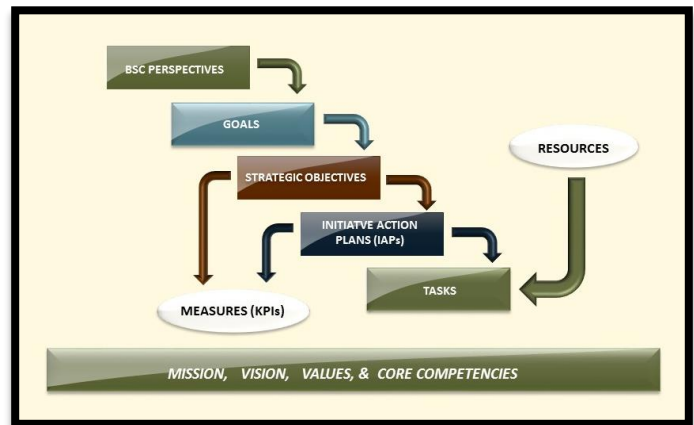 BSC PERSPECTIVES
GOALS
RESOURCES
STRATEGIC OBJECTIVES
INITIATVE ACTION
PLANS (IAPs)
TASKS
MEASURES (KPIs)
MISSION, VISION, VALUES, & CORE COMPETENCIES